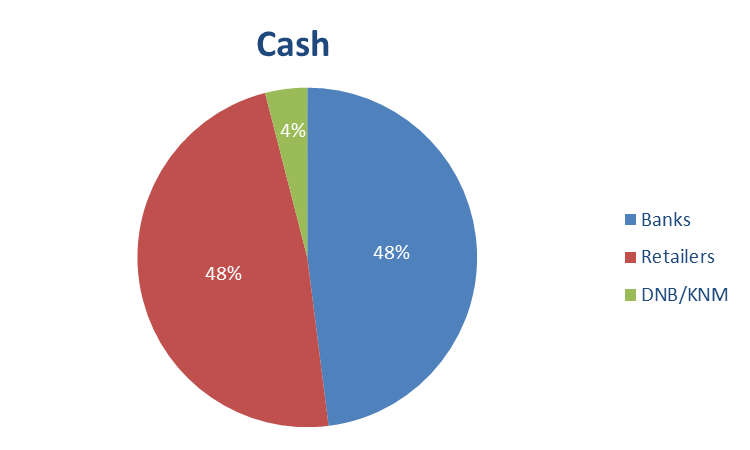 Cash
4%
48%
48%
Banks
Retailers
DNB/KNM